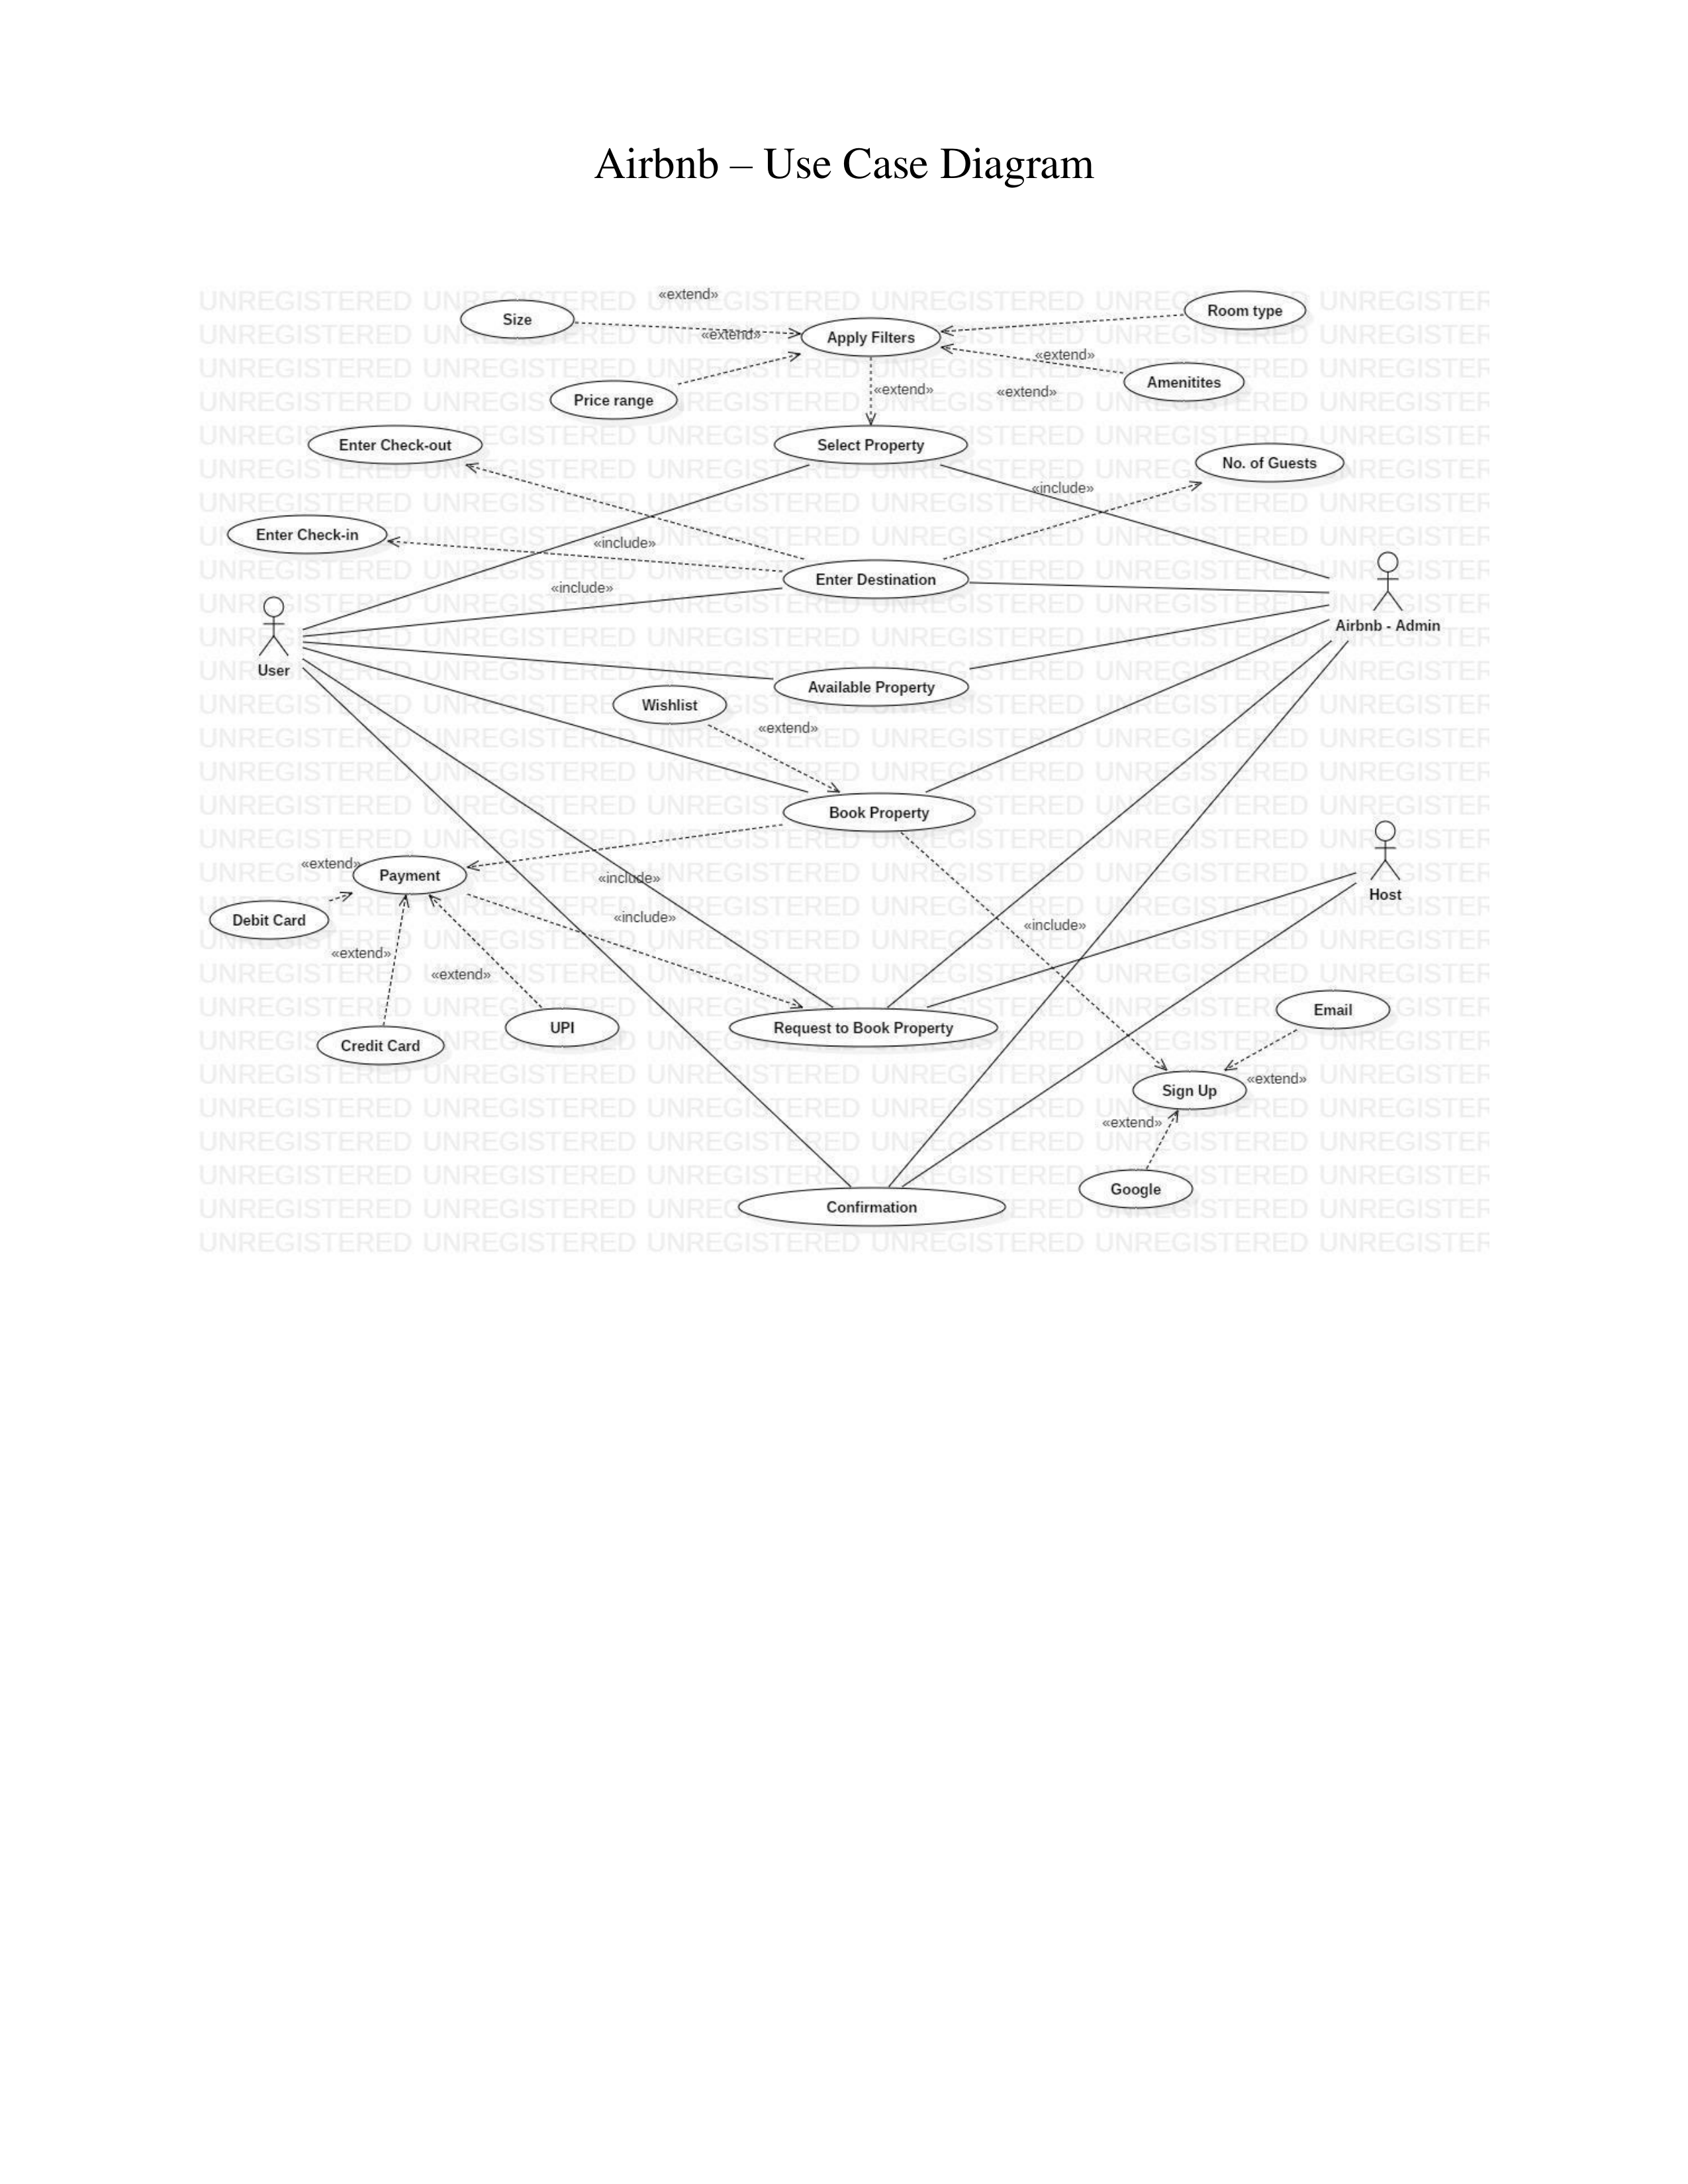 Airbnb – Use Case Diagram
«extend»
Size
Room type
«extend»
Apply Filters
«extend»
Amenitites
«extend»
«extend»
Price range
Enter Check-out
Select Property
No. of Guests
«include»
Enter Check-in
«include»
Enter Destination
«include»
Airbnb - Admin
User
Available Property
Wishlist
«extend»
Book Property
«extend»
Payment
«include»
Host
Debit Card
«include»
«include»
«extend»
«extend»
Email
UPI
Request to Book Property
Credit Card
«extend»
Sign Up
«extend»
Google
Confirmation
UNREGISTERED UNREGISTERED UNREGISTERED UNREGISTERED UNREGISTERED UNREGISTER